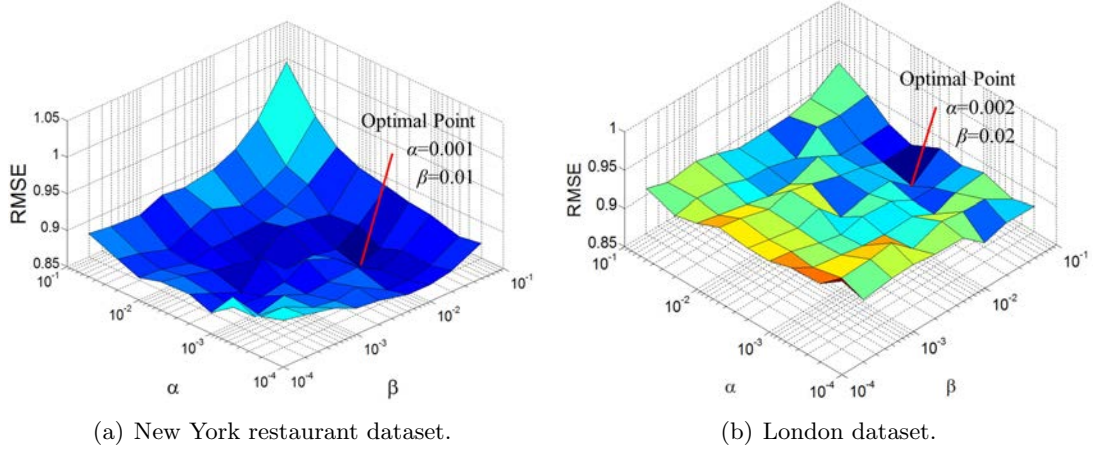 1.05
1
0.95
0.9
0.85
RMSE
10⁻¹
10⁻²
10⁻³
10⁻⁴
α
10⁻⁴
10⁻³
10⁻²
10⁻¹
β
Optimal Point
α=0.001
β=0.01
(a) New York restaurant dataset.
1
0.95
0.9
0.85
RMSE
10⁻¹
10⁻²
10⁻³
10⁻⁴
α
10⁻⁴
10⁻³
10⁻²
10⁻¹
β
Optimal Point
α=0.002
β=0.02
(b) London dataset.